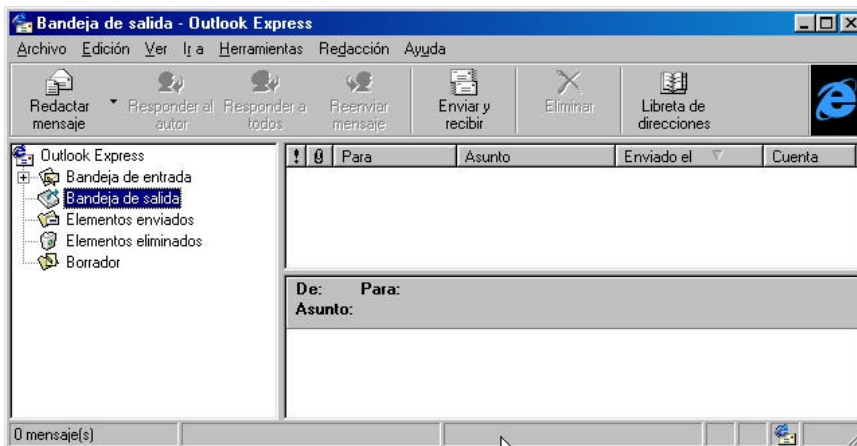 Bandeja de salida - Outlook Express
Archivo Edición Ver Ir a Herramientas Redacción Ayuda
Redactar mensaje Responder al autor Responder a todos Reenviar mensaje Enviar y recibir Eliminar Libreta de direcciones
Outlook Express
Bandeja de entrada
Bandeja de salida
Elementos enviados
Elementos eliminados
Borrador
! Para Asunto Enviado el Cuenta
De: Para:
Asunto:
0 mensaje(s)